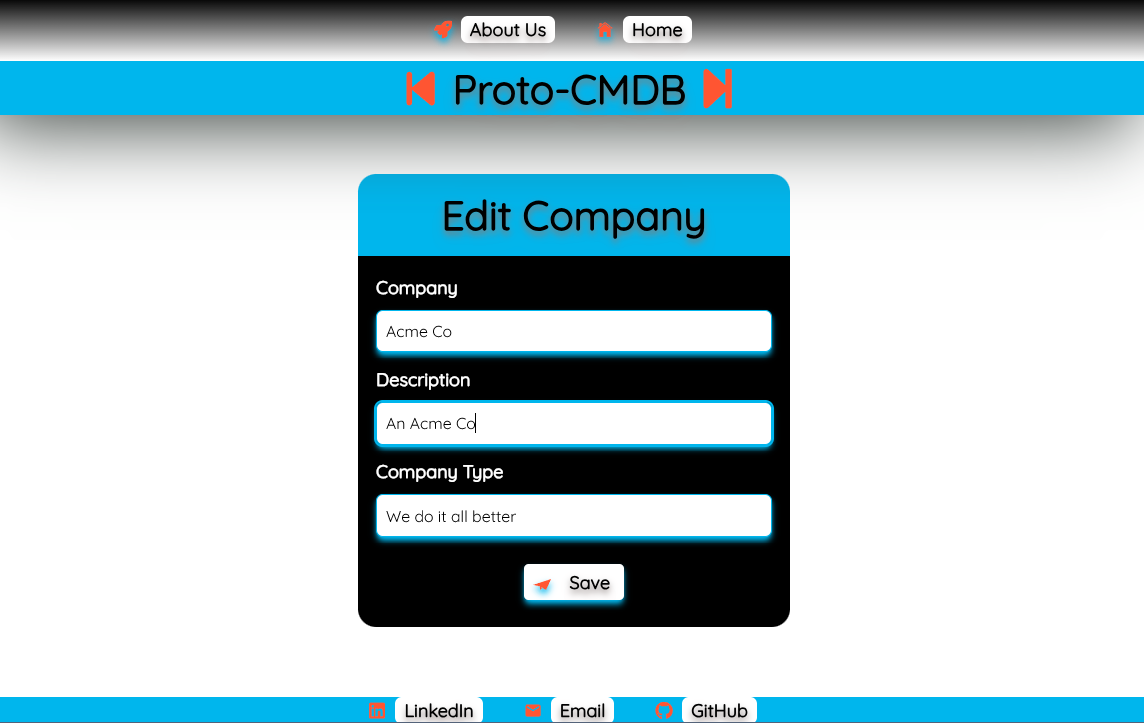 About Us Home
Proto-CMDB
Edit Company
Company
Acme Co
Description
An Acme Co
Company Type
We do it all better
Save
LinkedIn Email GitHub